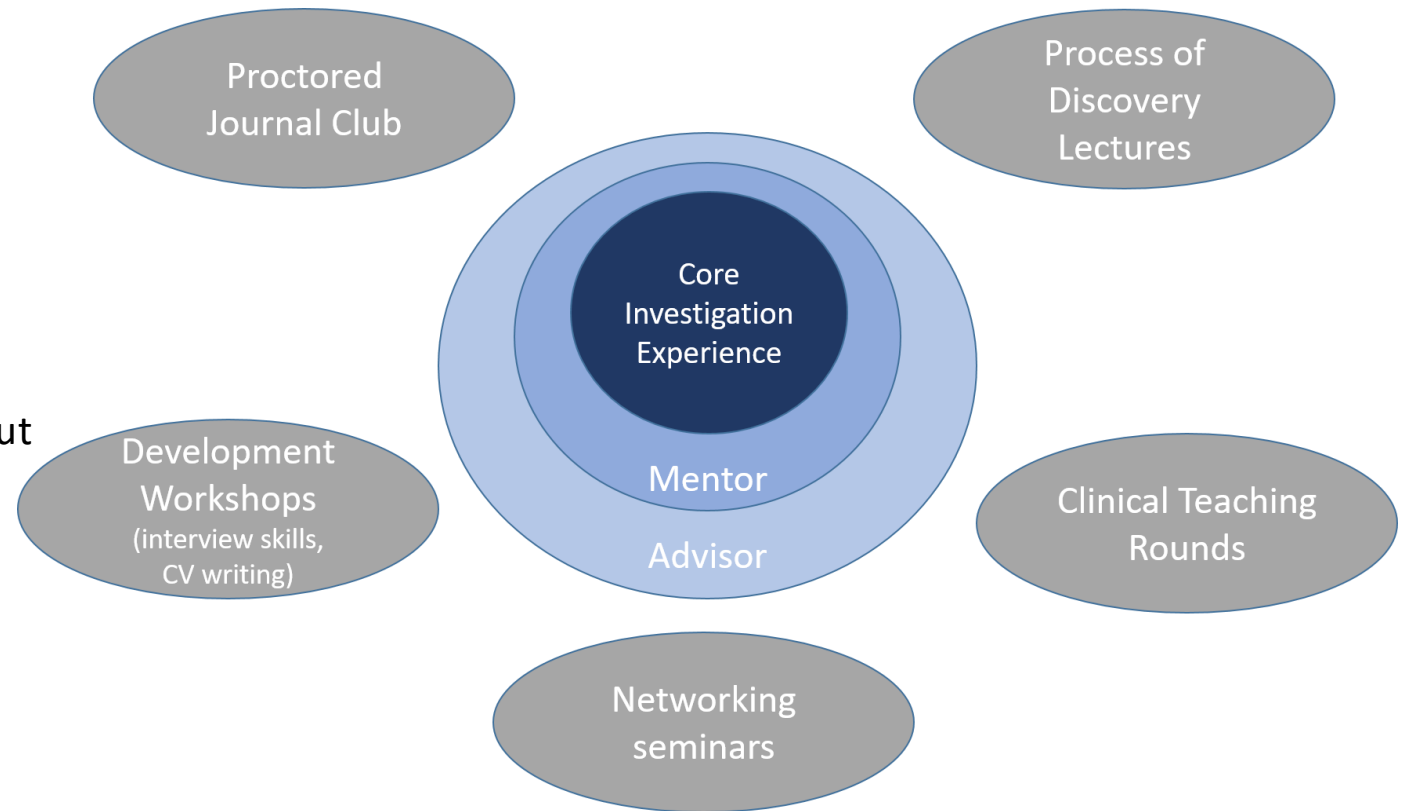 Proctored
Journal Club
Process of
Discovery
Lectures
Core
Investigation
Experience
Mentor
Advisor
ut
Development
Workshops
(interview skills,
CV writing)
Clinical Teaching
Rounds
Networking
seminars